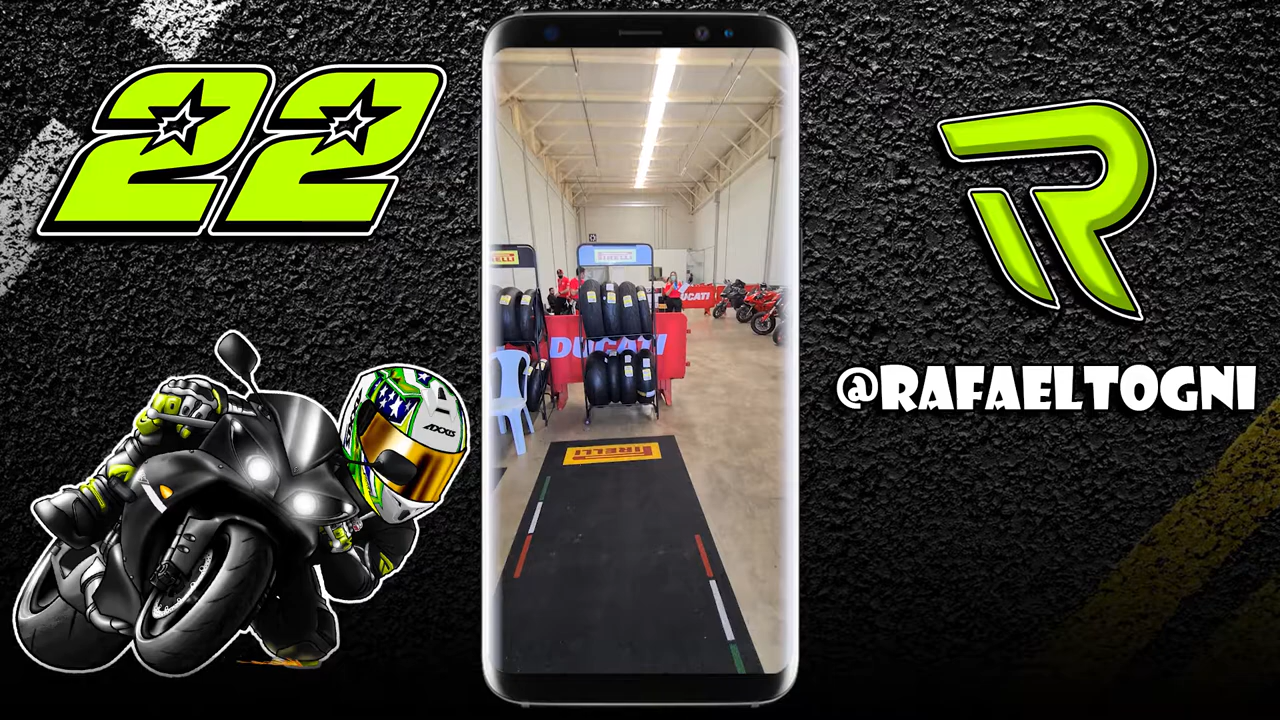 22
R
@RAFAELTOGNI
AXXIS
PIRELLI
PIRELLI
DUCATI
DUCATI
PIRELLI